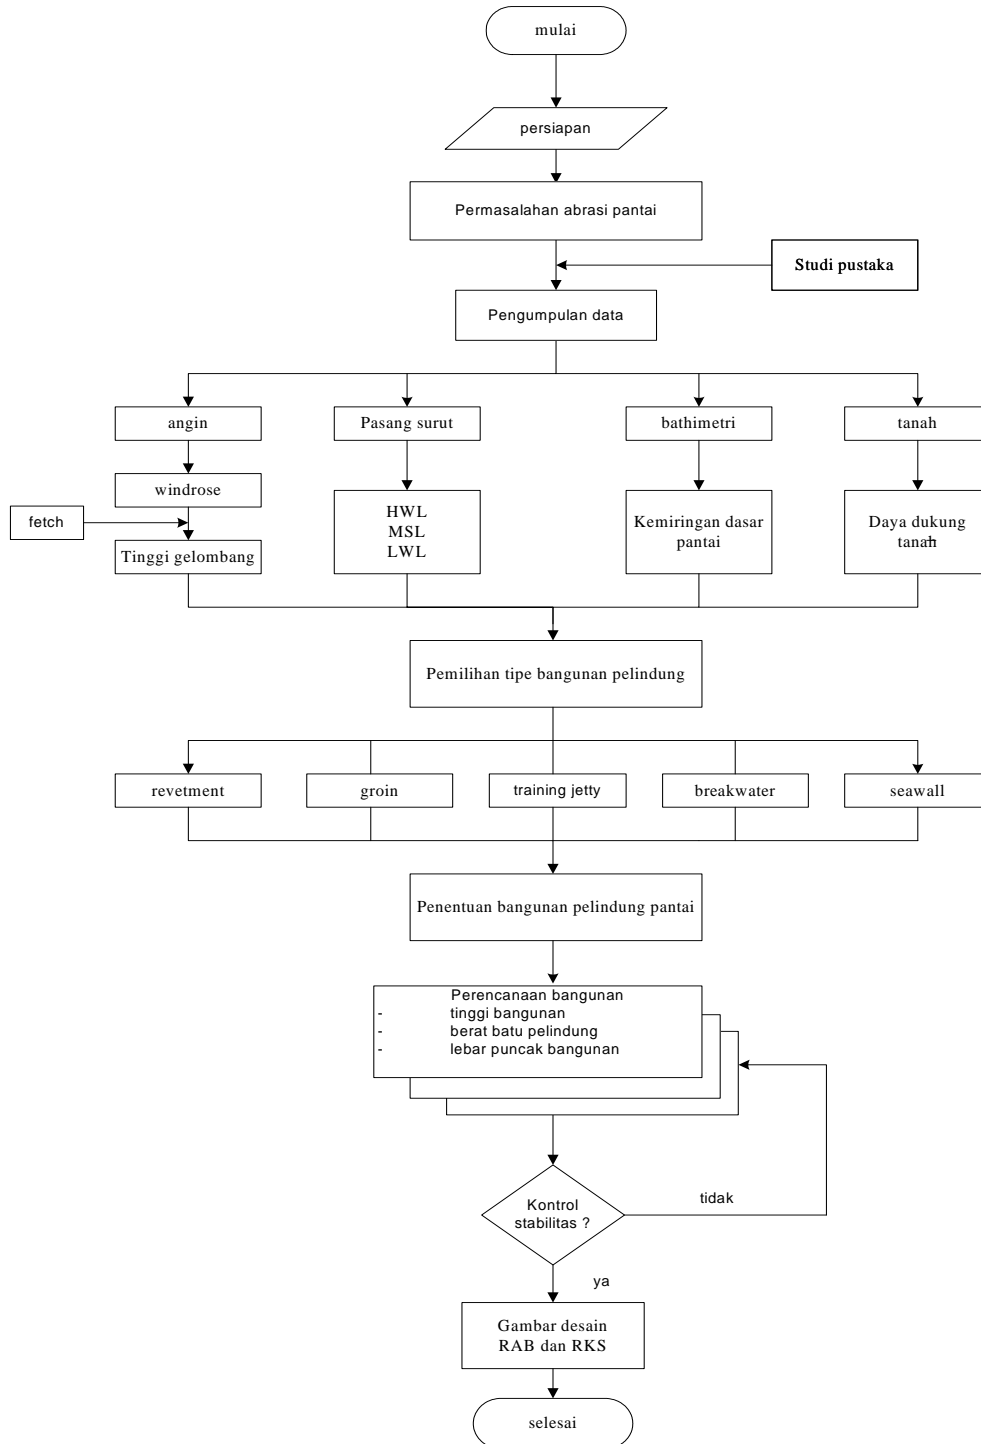 mulai
persiapan
Permasalahan abrasi pantai
Studi pustaka
Pengumpulan data
angin
Pasang surut
bathimetri
tanah
windrose
fetch
Tinggi gelombang
HWL
MSL
LWL
Kemiringan dasar
pantai
Daya dukung
tanah
Pemilihan tipe bangunan pelindung
revetment
groin
training jetty
breakwater
seawall
Penentuan bangunan pelindung pantai
Perencanaan bangunan
- tinggi bangunan
- berat batu pelindung
- lebar puncak bangunan
Kontrol
stabilitas ?
tidak
ya
Gambar desain
RAB dan RKS
selesai